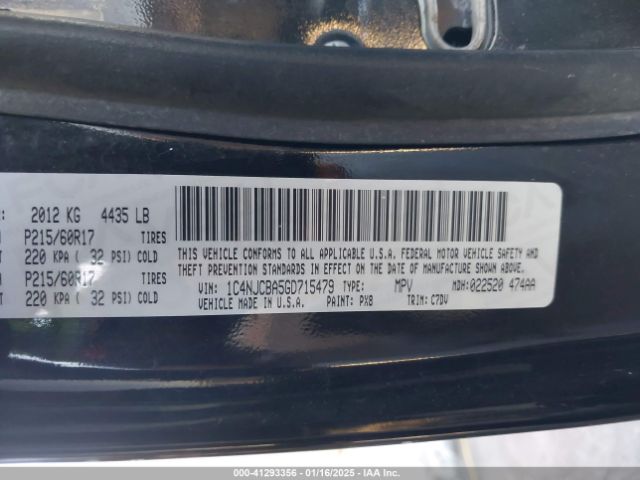 R: 2012 KG 4435 LB
P215/60R17 TIRES
220 KPA ( 32 PSI) COLD
P215/60R17 TIRES
220 KPA ( 32 PSI) COLD
THIS VEHICLE CONFORMS TO ALL APPLICABLE U.S.A. FEDERAL MOTOR VEHICLE SAFETY AND
THEFT PREVENTION STANDARDS IN EFFECT ON THE DATE OF MANUFACTURE SHOWN ABOVE.
VIN: 1C4NJCBA5GD715479 TYPE: MPV MDH:022520 474AA
VEHICLE MADE IN U.S.A. PAINT: PX8 TRIM: C7DV
000-41293356 - 01/16/2025 - IAA Inc.